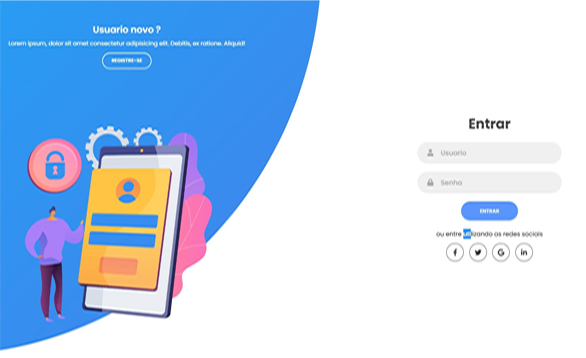 Usuario novo ?
Lorem ipsum, dolor sit amet consectetur adipisicing elit. Debitis, ex ratione. Aliquid!
REGISTRE-SE
Entrar
Usuario
Senha
ENTRAR
ou entre utilizando as redes sociais